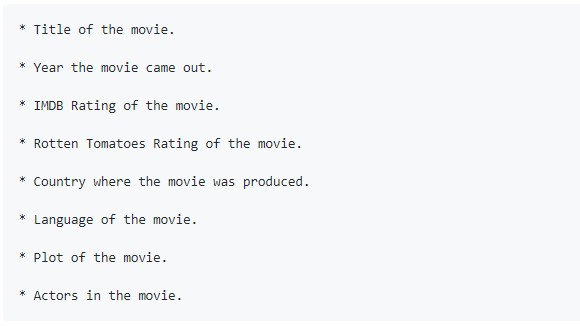 * Title of the movie.
* Year the movie came out.
* IMDB Rating of the movie.
* Rotten Tomatoes Rating of the movie.
* Country where the movie was produced.
* Language of the movie.
* Plot of the movie.
* Actors in the movie.